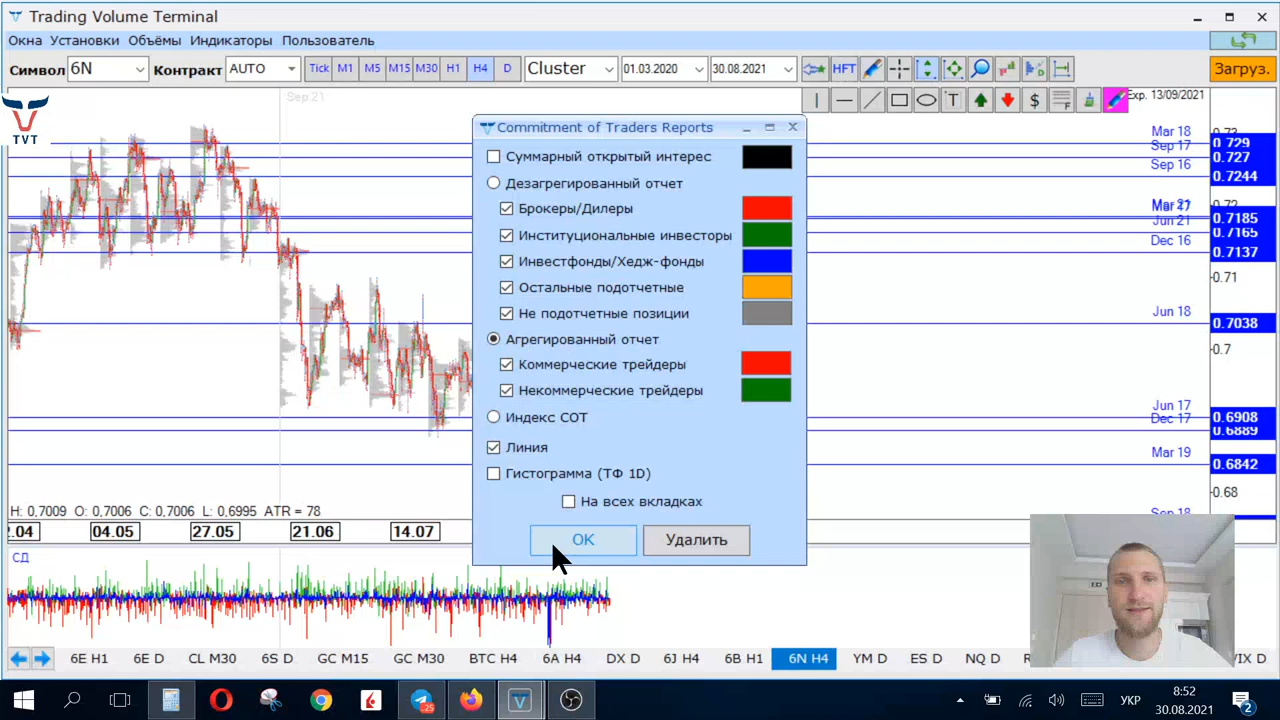 Trading Volume Terminal
Окна Установки Объёмы Индикаторы Пользователь
Символ 6N Контракт AUTO Tick M1 M5 M15 M30 H1 H4 D Cluster 01.03.2020 30.08.2021 HFT Загруз.
T $ F
TVT
Sep 21
Exp. 13/09/2021
Commitment of Traders Reports
Суммарный открытый интерес
Дезагрегированный отчет
Брокеры/Дилеры
Институциональные инвесторы
Инвестфонды/Хедж-фонды
Остальные подотчетные
Не подотчетные позиции
Агрегированный отчет
Коммерческие трейдеры
Некоммерческие трейдеры
Индекс COT
Линия
Гистограмма (ТФ 1D)
На всех вкладках
OK Удалить
Mar 18
0.729
Sep 17
0.727
Sep 16
0.7244
Jun 21
0.7185
0.7165
Dec 16
0.7137
0.71
Jun 18
0.7038
0.7
Jun 17
0.6908
Dec 17
0.6889
Mar 19
0.6842
0.68
Sep 18
H: 0,7009 O: 0,7006 C: 0,7006 L: 0,6995 ATR = 78
2.04 04.05 27.05 21.06 14.07
СД
6E H1 6E D CL M30 6S D GC M15 GC M30 BTC H4 6A H4 DX D 6J H4 6B H1 6N H4 YM D ES D NQ D VIX D
25 УКР 8:52
30.08.2021 2